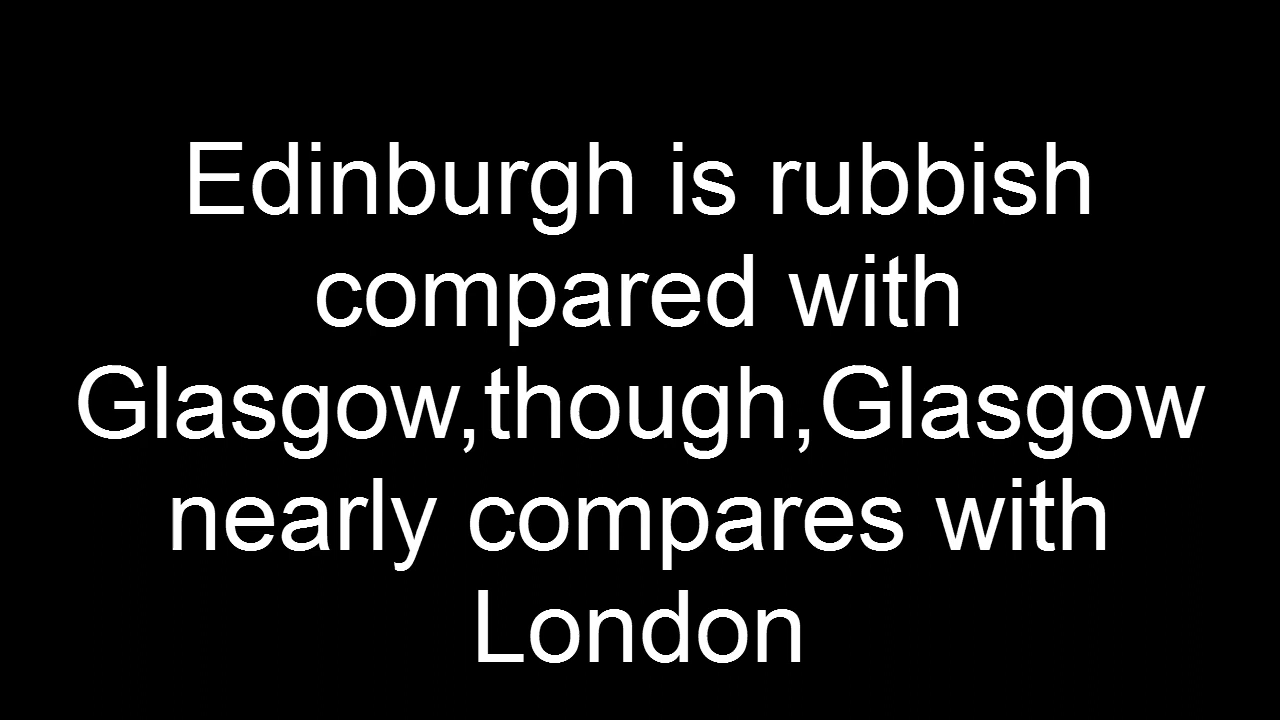 Edinburgh is rubbish
compared with
Glasgow,though,Glasgow
nearly compares with
London